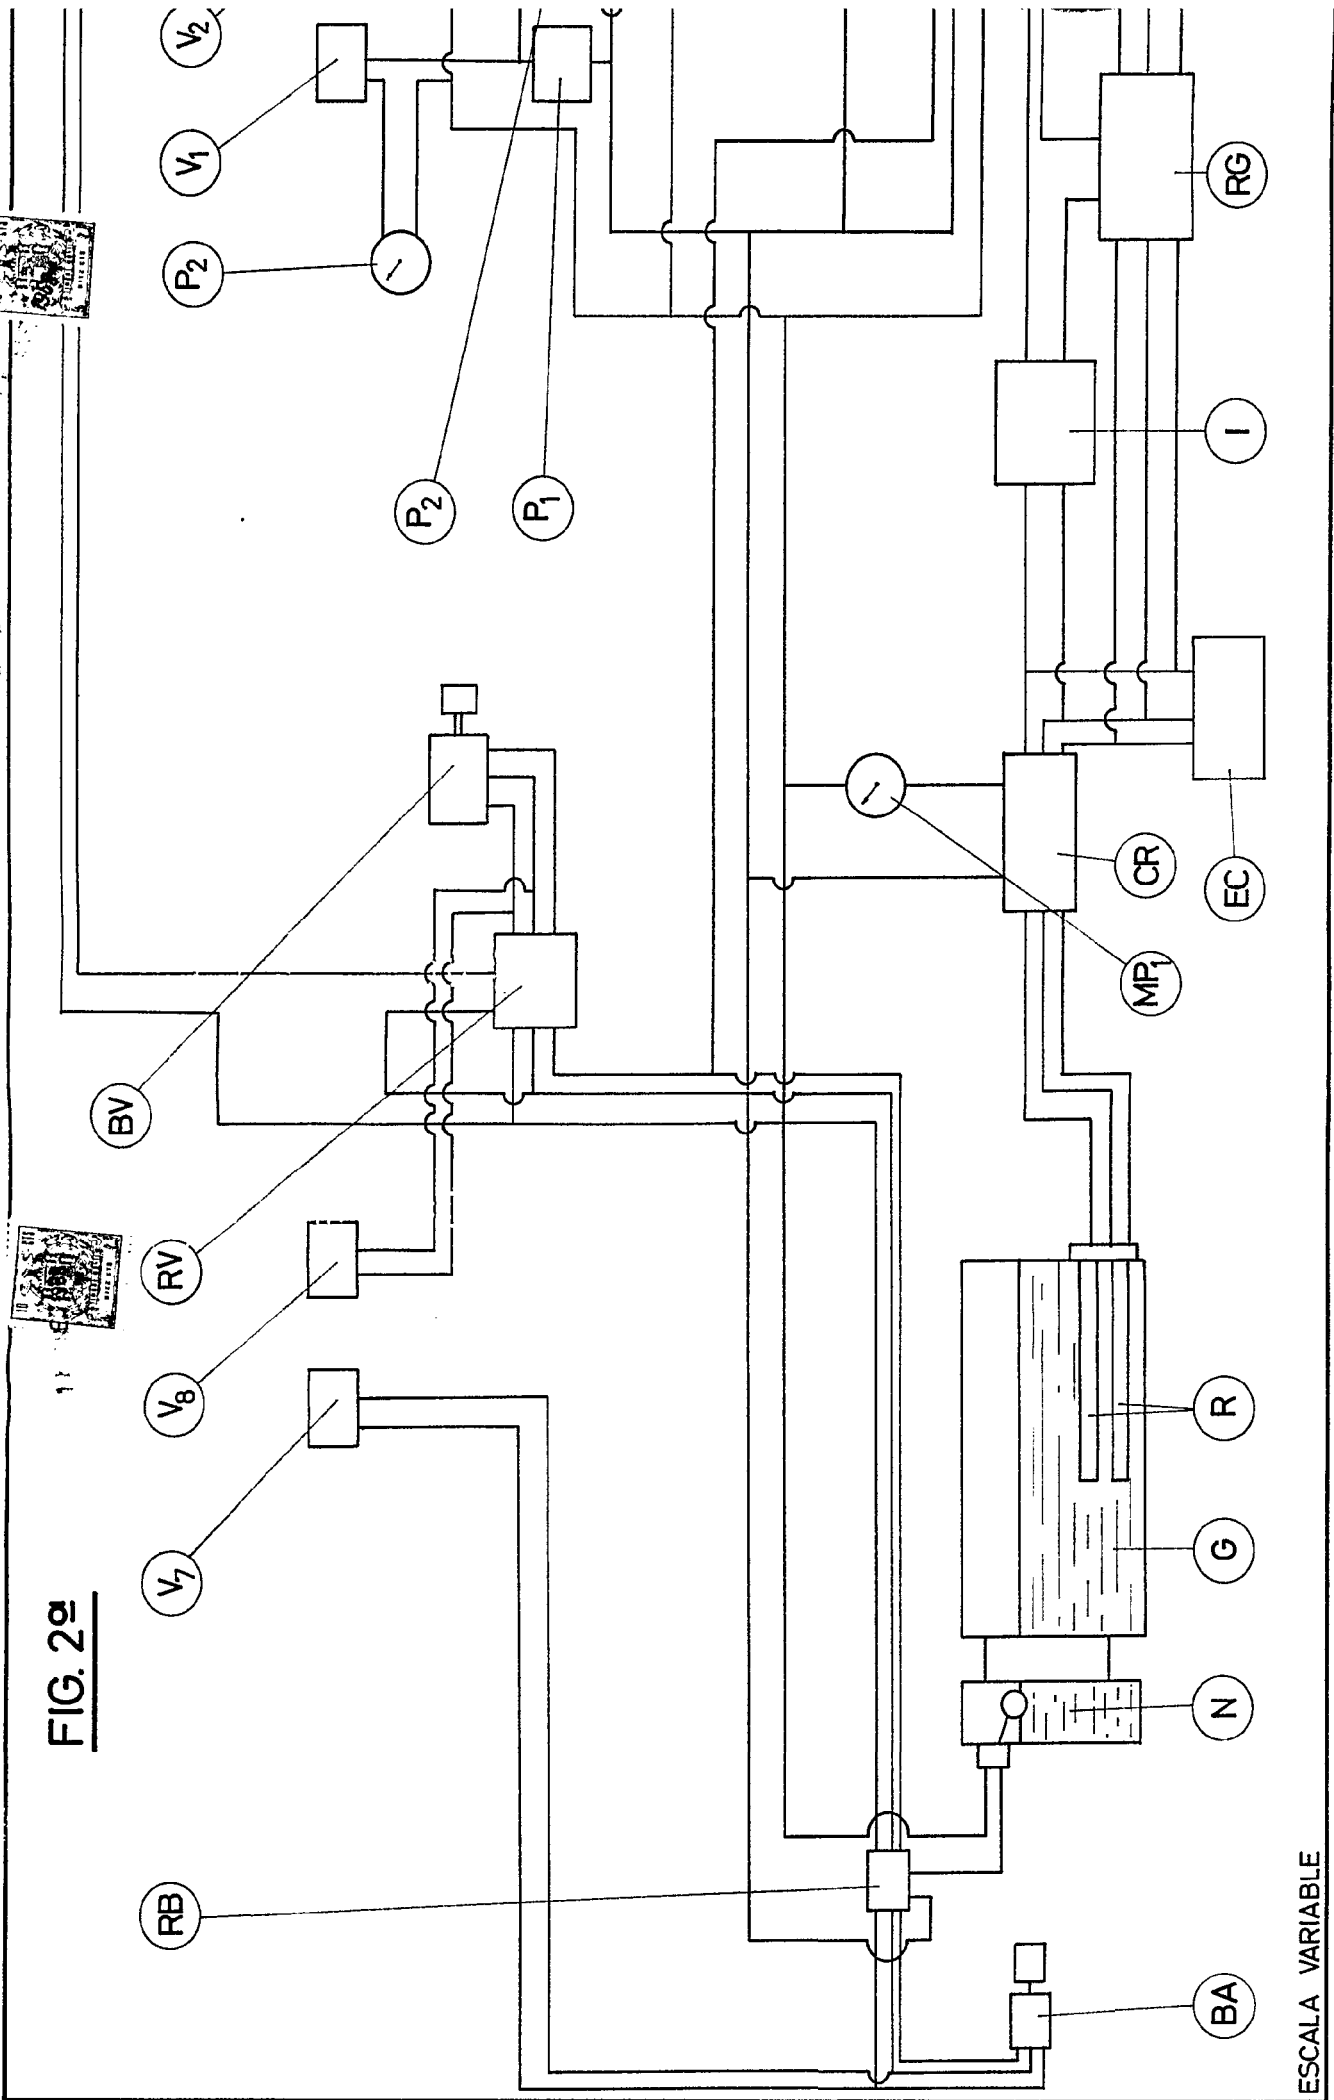 FIG. 2ª
RB
V7
V8
RV
BV
P2
V1
V2
P2
P1
BA
N
G
R
MP1
CR
EC
I
RG
ESCALA VARIABLE